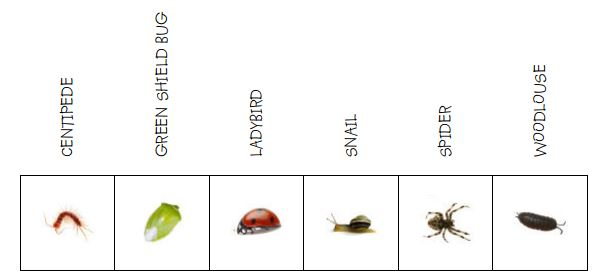 CENTIPEDE
GREEN SHIELD BUG
LADYBIRD
SNAIL
SPIDER
WOODLOUSE